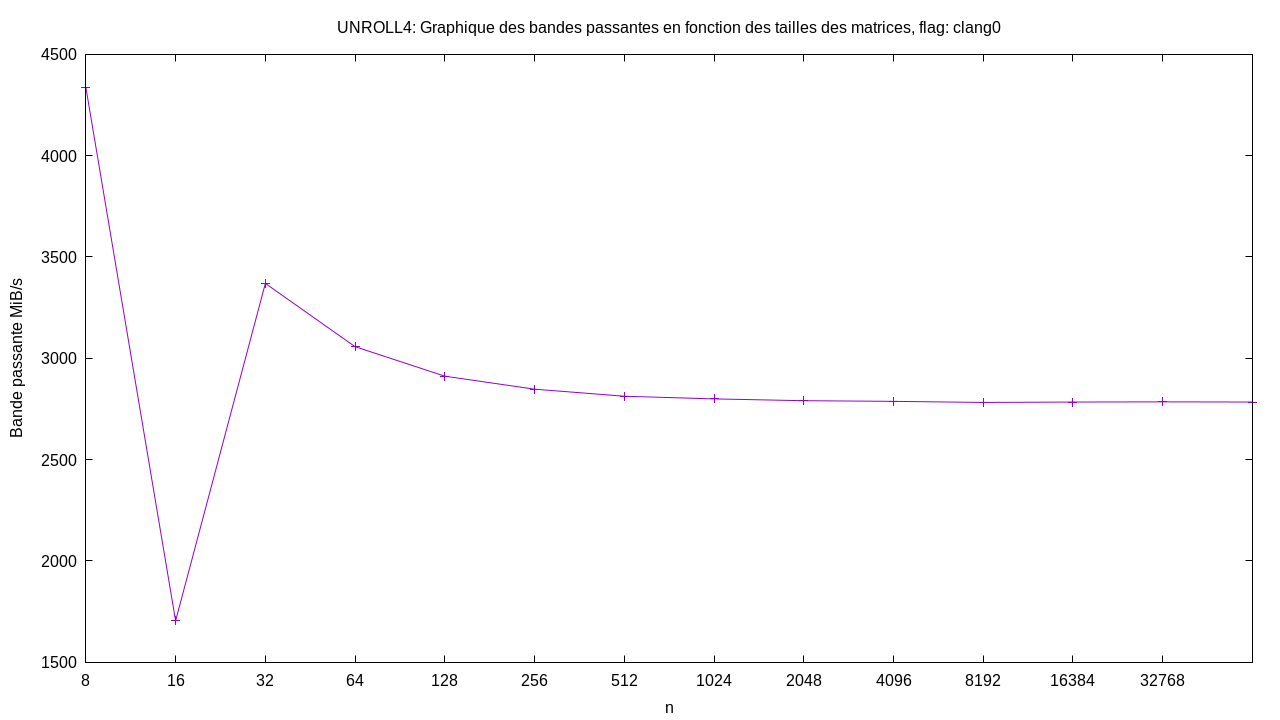 UNROLL4: Graphique des bandes passantes en fonction des tailles des matrices, flag: clang0
4500
4000
3500
3000
2500
2000
1500
Bande passante MiB/s
8 16 32 64 128 256 512 1024 2048 4096 8192 16384 32768
n